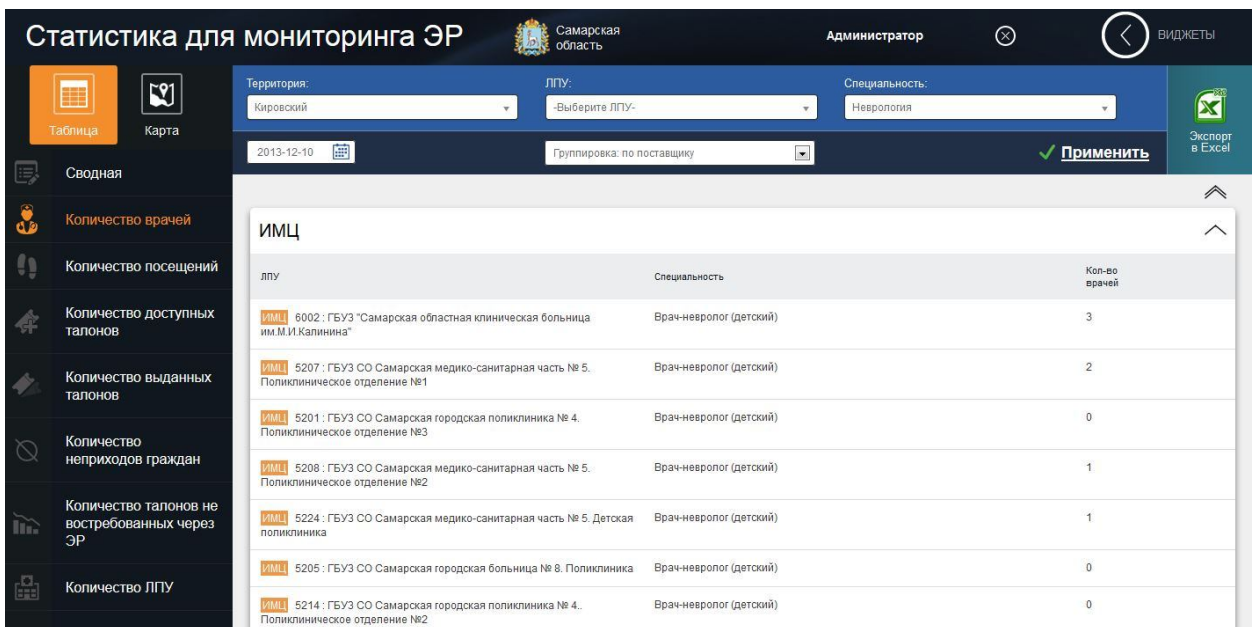 Статистика для мониторинга ЭР
Самарская
область
Администратор
ВИДЖЕТЫ
Таблица
Карта
Территория:
Кировский
ЛПУ:
-Выберите ЛПУ-
Специальность:
Неврология
Экспорт
в Excel
2013-12-10
Группировка: по поставщику
Применить
Сводная
Количество врачей
Количество посещений
Количество доступных
талонов
Количество выданных
талонов
Количество
неприходов граждан
Количество талонов не
востребованных через
ЭР
Количество ЛПУ
ИМЦ
ЛПУ
Специальность
Кол-во
врачей
ИМЦ 6002 : ГБУЗ "Самарская областная клиническая больница
им.М.И.Калинина"
Врач-невролог (детский)
3
ИМЦ 5207 : ГБУЗ СО Самарская медико-санитарная часть № 5.
Поликлиническое отделение №1
Врач-невролог (детский)
2
ИМЦ 5201 : ГБУЗ СО Самарская городская поликлиника № 4.
Поликлиническое отделение №3
Врач-невролог (детский)
0
ИМЦ 5208 : ГБУЗ СО Самарская медико-санитарная часть № 5.
Поликлиническое отделение №2
Врач-невролог (детский)
1
ИМЦ 5224 : ГБУЗ СО Самарская медико-санитарная часть № 5. Детская
поликлиника
Врач-невролог (детский)
1
ИМЦ 5205 : ГБУЗ СО Самарская городская больница № 8. Поликлиника
Врач-невролог (детский)
0
ИМЦ 5214 : ГБУЗ СО Самарская городская поликлиника № 4..
Поликлиническое отделение №2
Врач-невролог (детский)
0